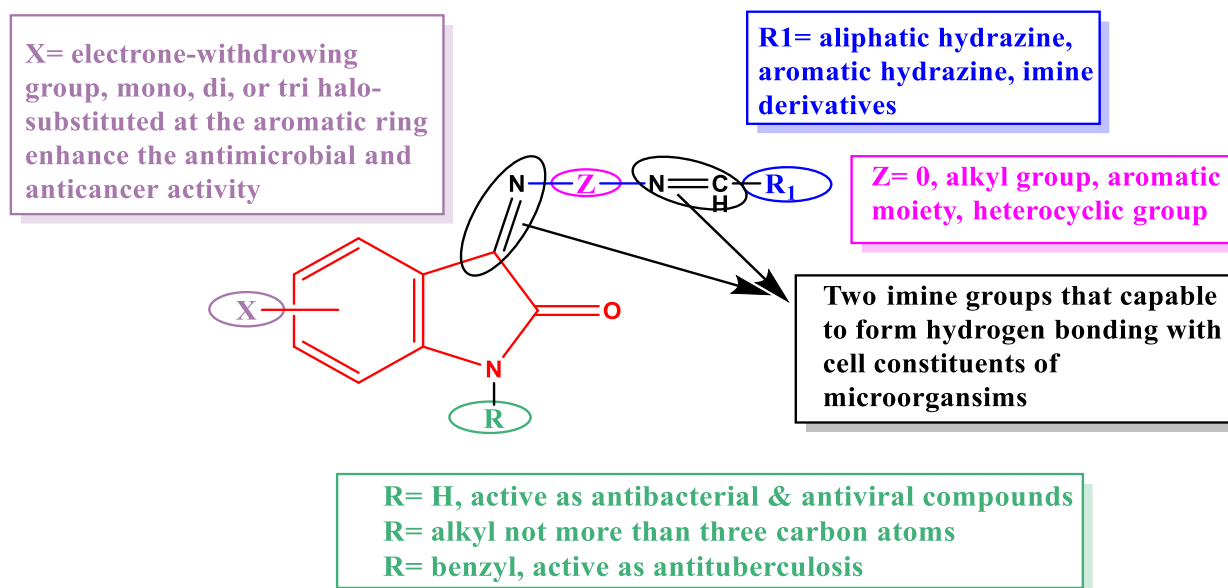 X= electrone-withdrowing
group, mono, di, or tri halo-
substituted at the aromatic ring
enhance the antimicrobial and
anticancer activity
R1= aliphatic hydrazine,
aromatic hydrazine, imine
derivatives
N Z N C R1
H
Z= 0, alkyl group, aromatic
moiety, heterocyclic group
X
O
N
R
Two imine groups that capable
to form hydrogen bonding with
cell constituents of
microorgansims
R= H, active as antibacterial & antiviral compounds
R= alkyl not more than three carbon atoms
R= benzyl, active as antituberculosis